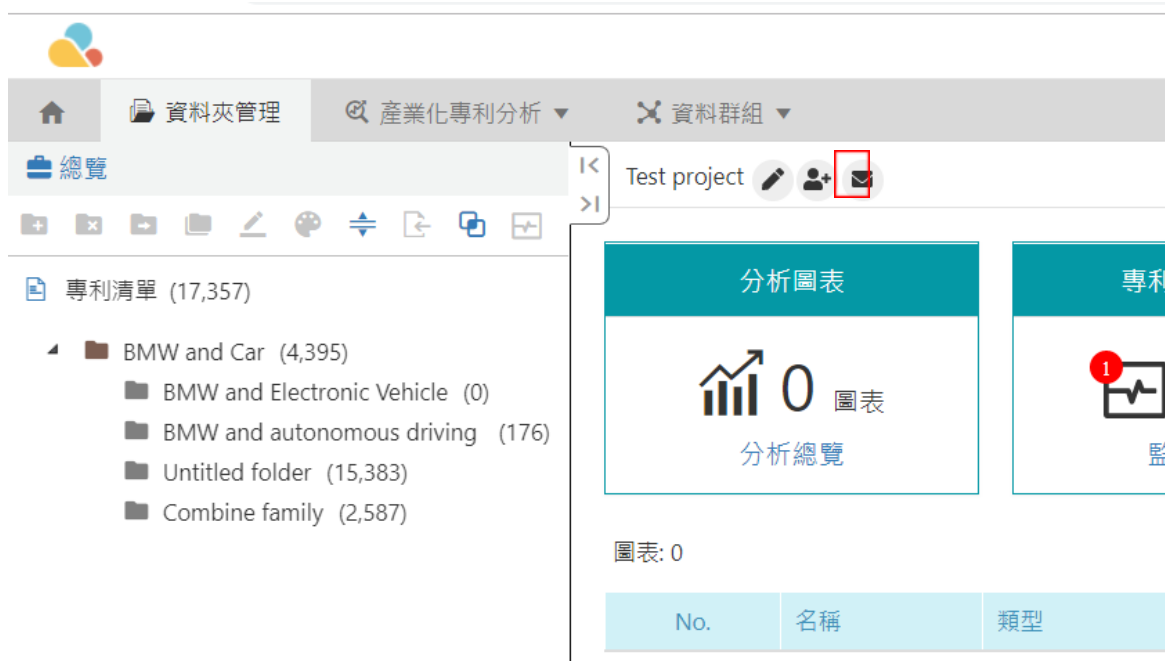 資料夾管理
產業化專利分析
資料群組
總覽
Test project
專利清單 (17,357)
BMW and Car (4,395)
BMW and Electronic Vehicle (0)
BMW and autonomous driving (176)
Untitled folder (15,383)
Combine family (2,587)
分析圖表
0 圖表
分析總覽
專利
1
監
圖表: 0
No. 名稱 類型